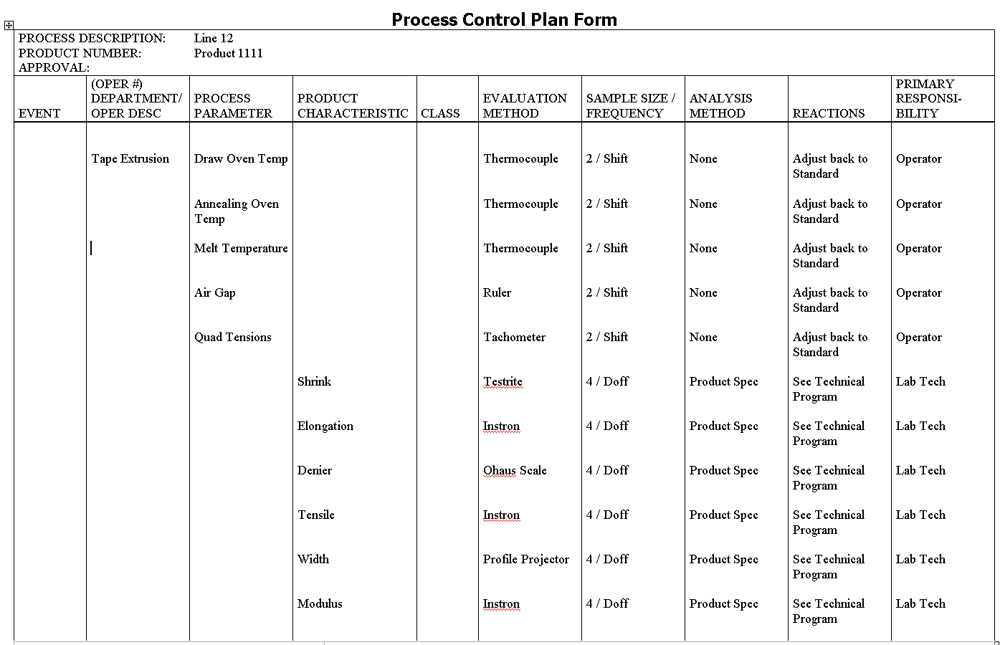 Process Control Plan Form
PROCESS DESCRIPTION: Line 12
PRODUCT NUMBER: Product 1111
APPROVAL:
(OPER #) PRIMARY
DEPARTMENT/ PROCESS PRODUCT EVALUATION SAMPLE SIZE / ANALYSIS RESPONSI-
EVENT OPER DESC PARAMETER CHARACTERISTIC CLASS METHOD FREQUENCY METHOD REACTIONS BILITY
Tape Extrusion Draw Oven Temp Thermocouple 2 / Shift None Adjust back to Operator
Standard
Annealing Oven Thermocouple 2 / Shift None Adjust back to Operator
Temp Standard
Melt Temperature Thermocouple 2 / Shift None Adjust back to Operator
Standard
Air Gap Ruler 2 / Shift None Adjust back to Operator
Standard
Quad Tensions Tachometer 2 / Shift None Adjust back to Operator
Standard
Shrink Testrite 4 / Doff Product Spec See Technical Lab Tech
Program
Elongation Instron 4 / Doff Product Spec See Technical Lab Tech
Program
Denier Ohaus Scale 4 / Doff Product Spec See Technical Lab Tech
Program
Tensile Instron 4 / Doff Product Spec See Technical Lab Tech
Program
Width Profile Projector 4 / Doff Product Spec See Technical Lab Tech
Program
Modulus Instron 4 / Doff Product Spec See Technical Lab Tech
Program